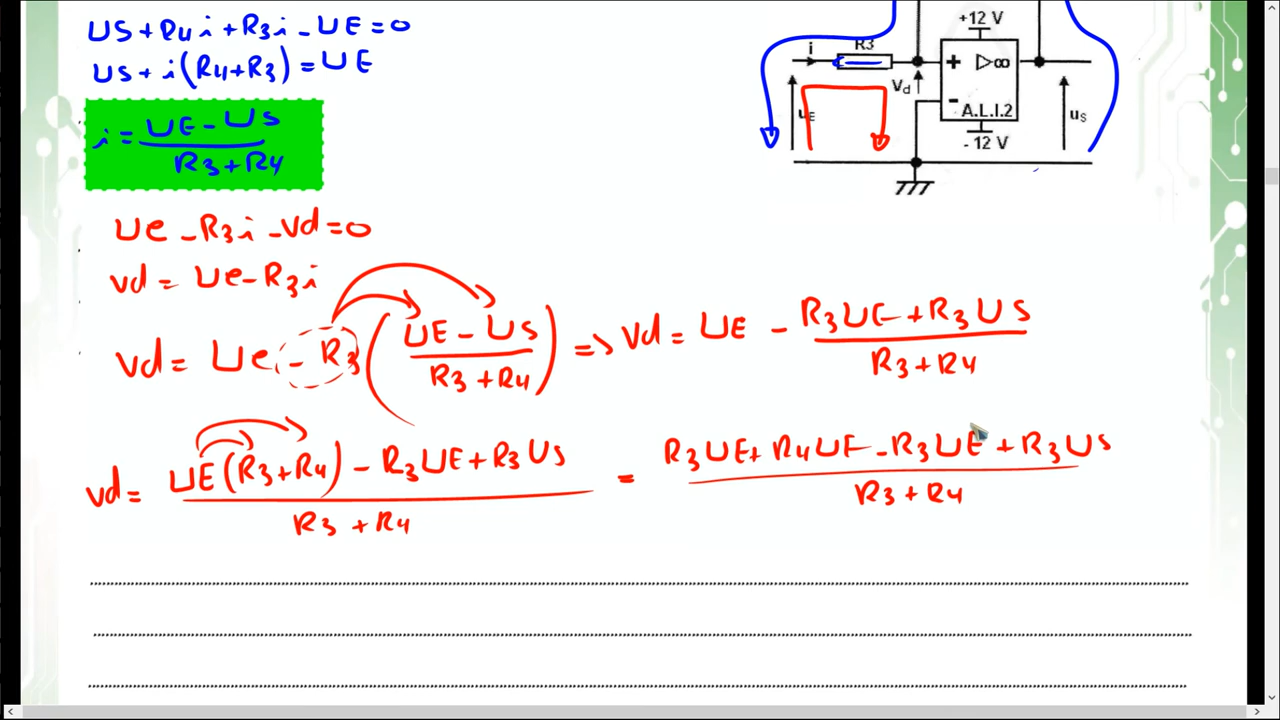 US + R4 i + R3 i - UE = 0
US + i (R4 + R3) = UE
i = (UE - US) / (R3 + R4)
+12 V
i R3 + ▷∞
Vd - A.L.I.2
uE uS
- 12 V
Ue - R3 i - Vd = 0
Vd = Ue - R3 i
Vd = Ue - R3 ( (UE - US) / (R3 + R4) ) => Vd = UE - (R3 UE + R3 US) / (R3 + R4)
Vd = (UE (R3 + R4) - R3 UE + R3 US) / (R3 + R4) = (R3 UE + R4 UE - R3 UE + R3 US) / (R3 + R4)